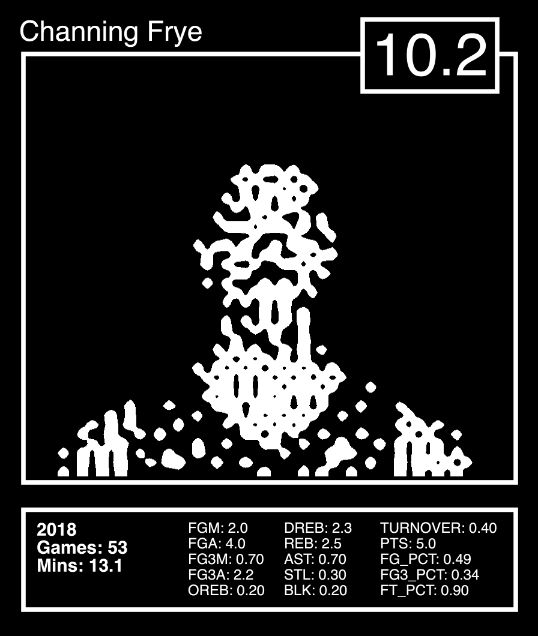 Channing Frye
10.2
2018
Games: 53
Mins: 13.1
FGM: 2.0
FGA: 4.0
FG3M: 0.70
FG3A: 2.2
OREB: 0.20
DREB: 2.3
REB: 2.5
AST: 0.70
STL: 0.30
BLK: 0.20
TURNOVER: 0.40
PTS: 5.0
FG_PCT: 0.49
FG3_PCT: 0.34
FT_PCT: 0.90